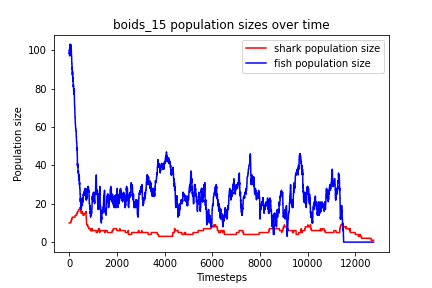 boids_15 population sizes over time
shark population size
fish population size
Population size
100
80
60
40
20
0
0
2000
4000
6000
8000
10000
12000
Timesteps